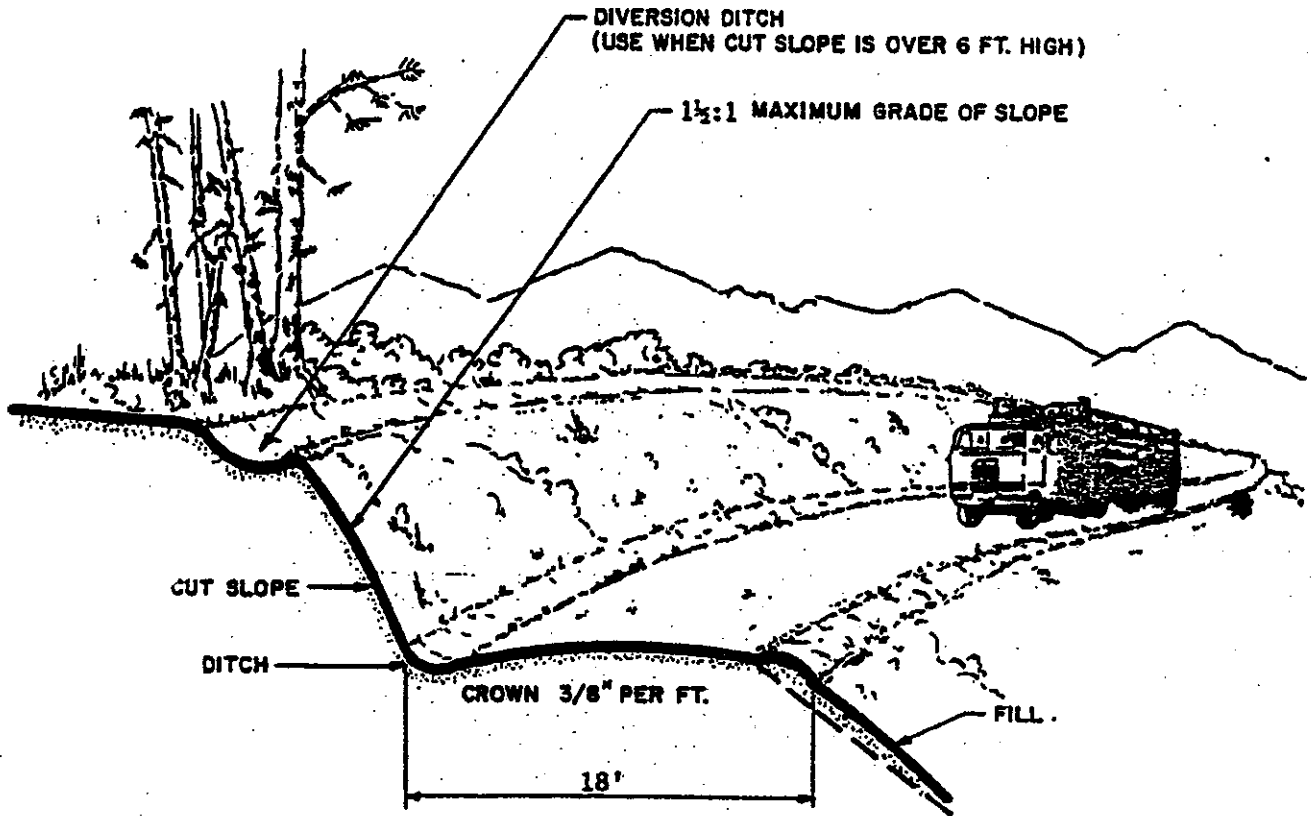 DIVERSION DITCH
(USE WHEN CUT SLOPE IS OVER 6 FT. HIGH)
1½:1 MAXIMUM GRADE OF SLOPE
CUT SLOPE
DITCH
CROWN 3/8" PER FT.
FILL.
18'